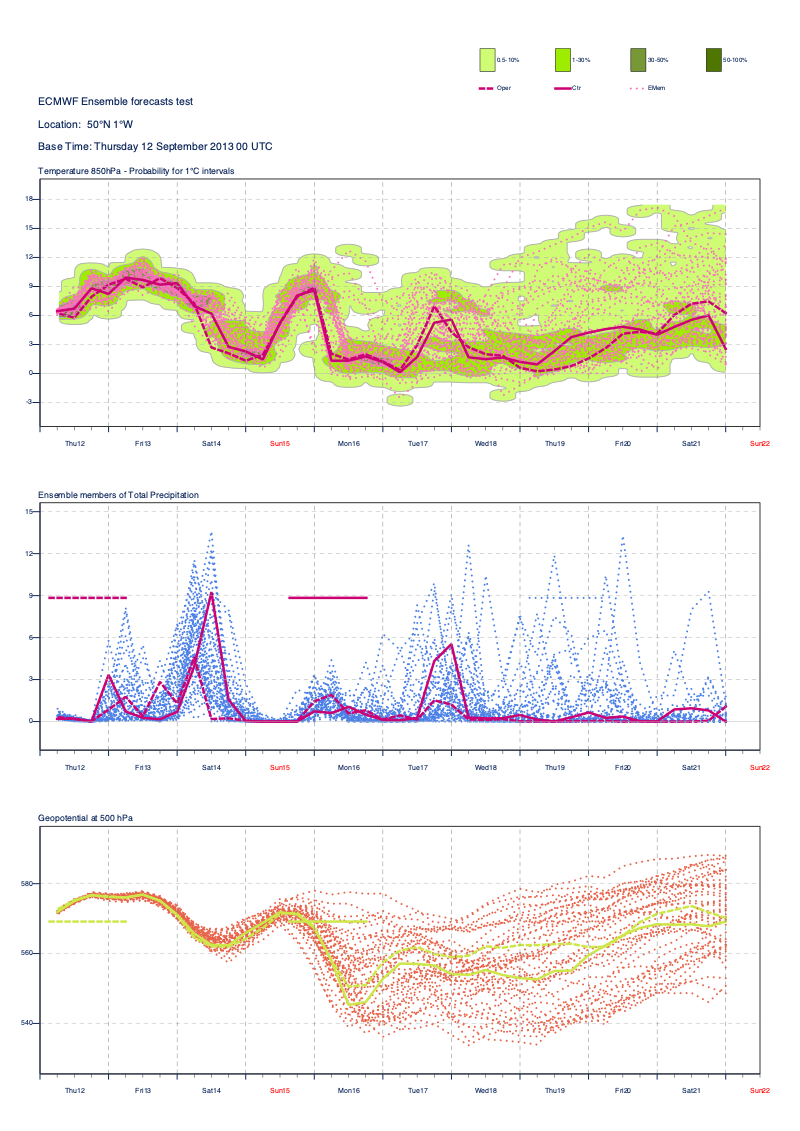 0.5-10% 1-30% 30-50% 50-100%
Oper Ctr EMem
ECMWF Ensemble forecasts test
Location: 50°N 1°W
Base Time: Thursday 12 September 2013 00 UTC
Temperature 850hPa - Probability for 1°C intervals
18
15
12
9
6
3
0
-3
Thu12 Fri13 Sat14 Sun15 Mon16 Tue17 Wed18 Thu19 Fri20 Sat21 Sun22
Ensemble members of Total Precipitation
15
12
9
6
3
0
Thu12 Fri13 Sat14 Sun15 Mon16 Tue17 Wed18 Thu19 Fri20 Sat21 Sun22
Geopotential at 500 hPa
580
560
540
Thu12 Fri13 Sat14 Sun15 Mon16 Tue17 Wed18 Thu19 Fri20 Sat21 Sun22